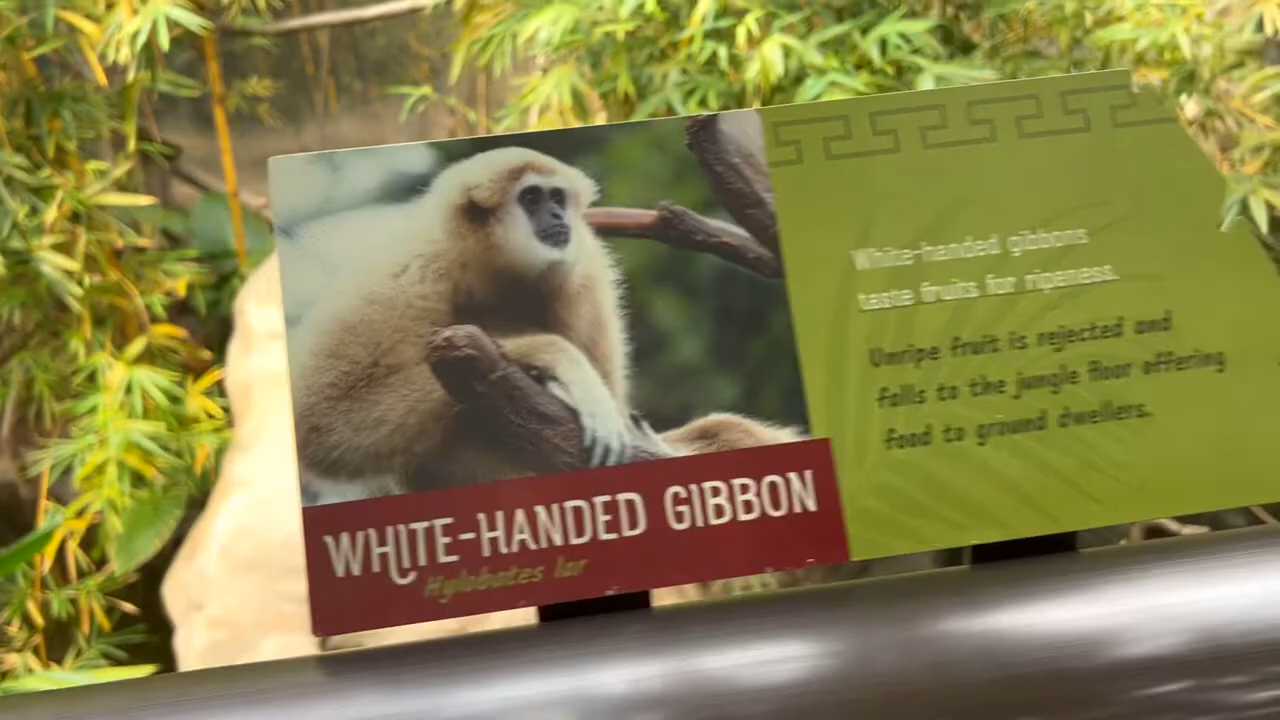 WHITE-HANDED GIBBON
Hylobates lar
White-handed gibbons
taste fruits for ripeness.
Unripe fruit is rejected and
falls to the jungle floor offering
food to ground dwellers.